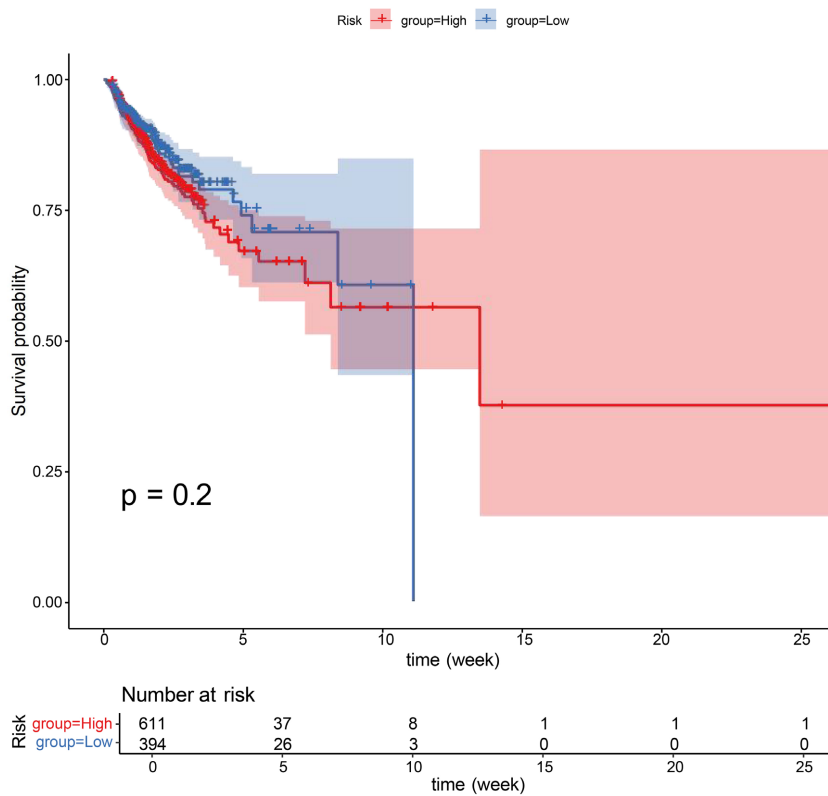 Risk group=High group=Low
1.00
0.75
0.50
0.25
0.00
Survival probability
p = 0.2
0 5 10 15 20 25
time (week)
Number at risk
Risk
group=High 611 37 8 1 1 1
group=Low 394 26 3 0 0 0
0 5 10 15 20 25
time (week)